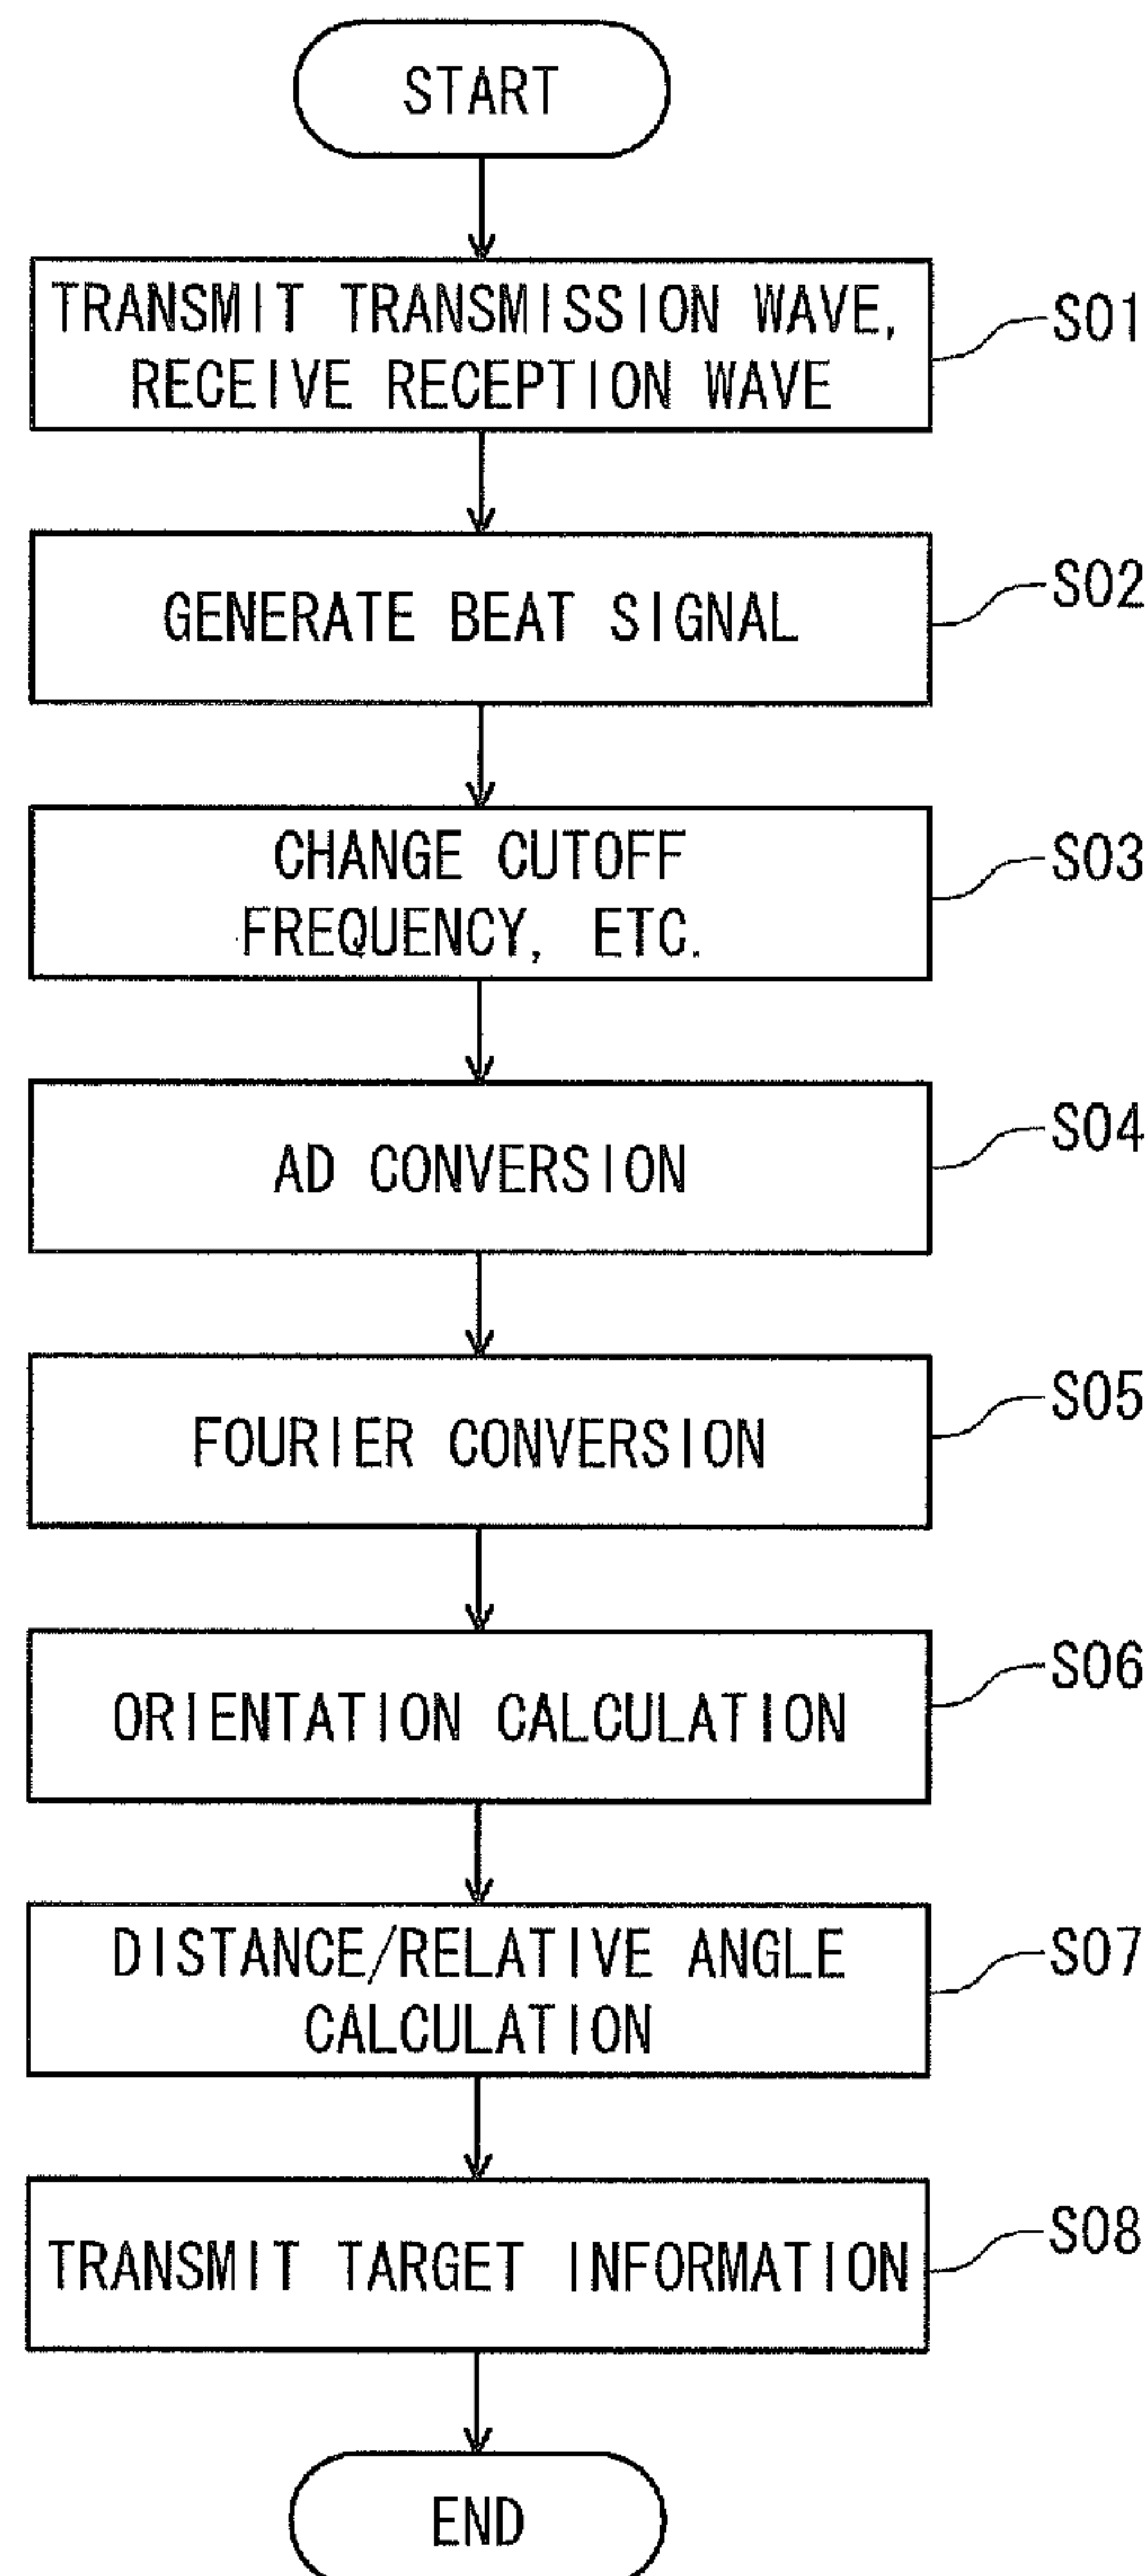 START
TRANSMIT TRANSMISSION WAVE,
RECEIVE RECEPTION WAVE
S01
GENERATE BEAT SIGNAL
S02
CHANGE CUTOFF
FREQUENCY, ETC.
S03
AD CONVERSION
S04
FOURIER CONVERSION
S05
ORIENTATION CALCULATION
S06
DISTANCE/RELATIVE ANGLE
CALCULATION
S07
TRANSMIT TARGET INFORMATION
S08
END